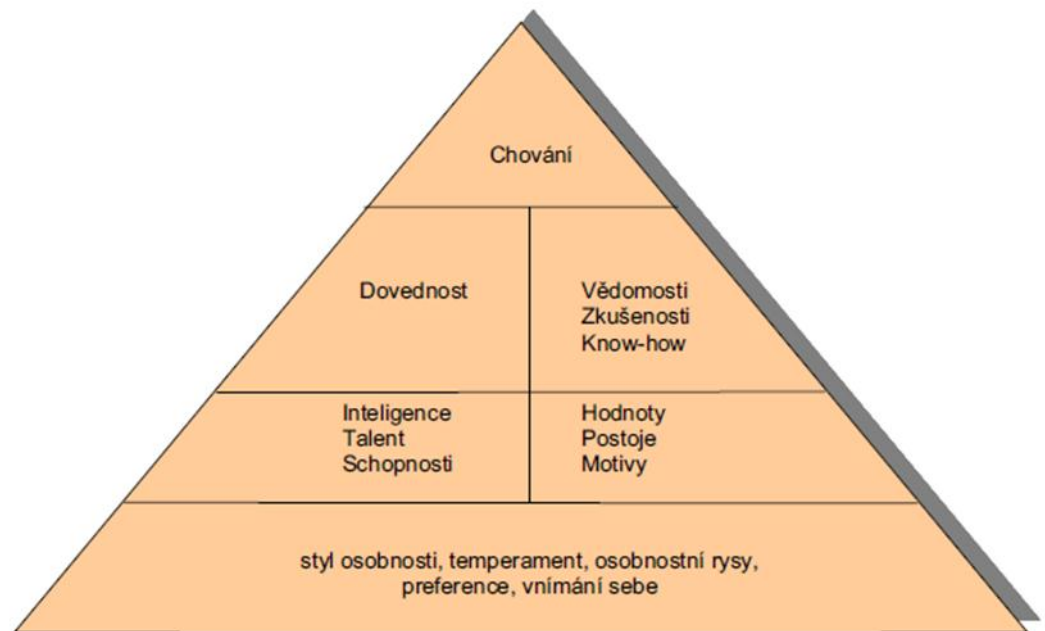 Chování
Dovednost
Vědomosti
Zkušenosti
Know-how
Inteligence
Talent
Schopnosti
Hodnoty
Postoje
Motivy
styl osobnosti, temperament, osobnostní rysy,
preference, vnímání sebe